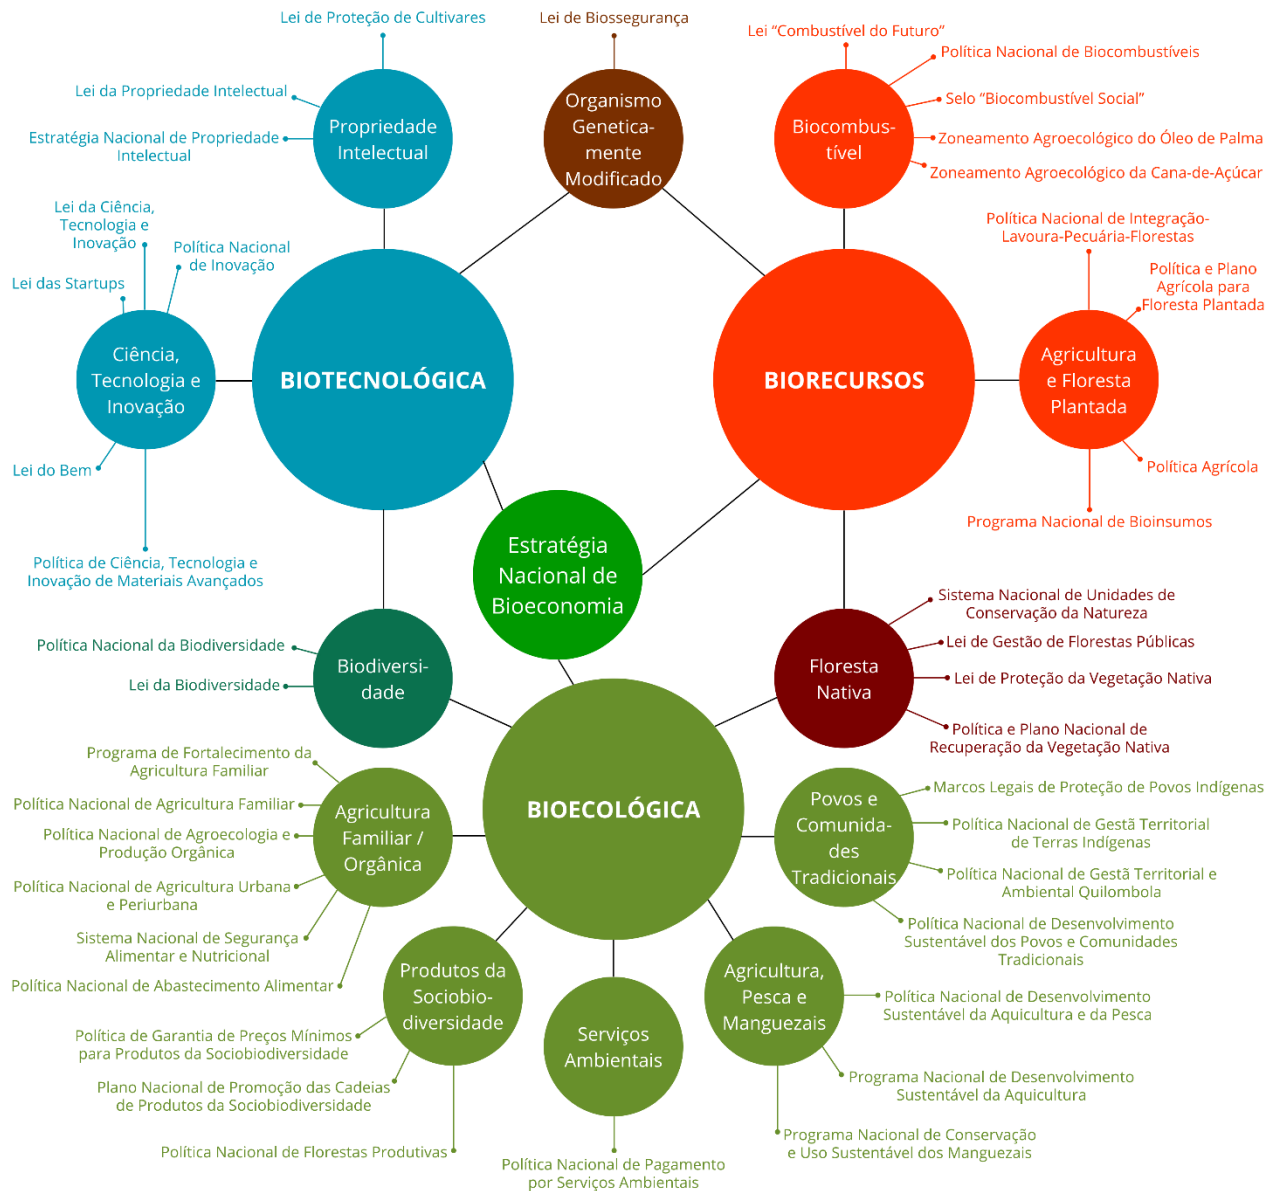 Lei de Proteção de Cultivares
Lei da Propriedade Intelectual
Estratégia Nacional de Propriedade
Intelectual
Propriedade
Intelectual
Lei de Biossegurança
Organismo
Genetica-
mente
Modificado
Lei “Combustível do Futuro”
Política Nacional de Biocombustíveis
Selo “Biocombustível Social”
Zoneamento Agroecológico do Óleo de Palma
Zoneamento Agroecológico da Cana-de-Açúcar
Biocombus-
tível
Lei da Ciência,
Tecnologia e
Inovação
Política Nacional
de Inovação
Lei das Startups
Ciência,
Tecnologia e
Inovação
Lei do Bem
Política de Ciência, Tecnologia e
Inovação de Materiais Avançados
BIOTECNOLÓGICA
BIORECURSOS
Política Nacional de Integração-
Lavoura-Pecuária-Florestas
Política e Plano
Agrícola para
Floresta Plantada
Agricultura
e Floresta
Plantada
Política Agrícola
Programa Nacional de Bioinsumos
Estratégia
Nacional de
Bioeconomia
Política Nacional da Biodiversidade
Lei da Biodiversidade
Biodiversi-
dade
Floresta
Nativa
Sistema Nacional de Unidades de
Conservação da Natureza
Lei de Gestão de Florestas Públicas
Lei de Proteção da Vegetação Nativa
Política e Plano Nacional de
Recuperação da Vegetação Nativa
BIOECOLÓGICA
Programa de Fortalecimento da
Agricultura Familiar
Política Nacional de Agricultura Familiar
Política Nacional de Agroecologia e
Produção Orgânica
Política Nacional de Agricultura Urbana
e Periurbana
Sistema Nacional de Segurança
Alimentar e Nutricional
Política Nacional de Abastecimento Alimentar
Agricultura
Familiar /
Orgânica
Povos e
Comunida-
des
Tradicionais
Marcos Legais de Proteção de Povos Indígenas
Política Nacional de Gestã Territorial
de Terras Indígenas
Política Nacional de Gestã Territorial e
Ambiental Quilombola
Política Nacional de Desenvolvimento
Sustentável dos Povos e Comunidades
Tradicionais
Produtos da
Sociobio-
diversidade
Política de Garantia de Preços Mínimos
para Produtos da Sociobiodiversidade
Plano Nacional de Promoção das Cadeias
de Produtos da Sociobiodiversidade
Política Nacional de Florestas Produtivas
Serviços
Ambientais
Política Nacional de Pagamento
por Serviços Ambientais
Agricultura,
Pesca e
Manguezais
Política Nacional de Desenvolvimento
Sustentável da Aquicultura e da Pesca
Programa Nacional de Desenvolvimento
Sustentável da Aquicultura
Programa Nacional de Conservação
e Uso Sustentável dos Manguezais